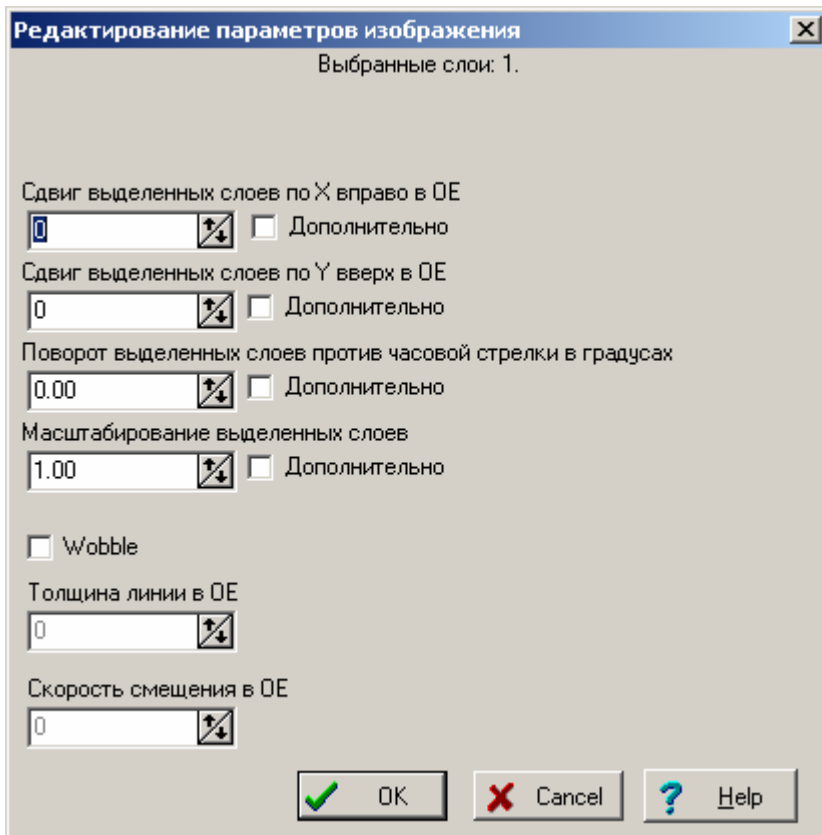 Редактирование параметров изображения
Выбранные слои: 1.
Сдвиг выделенных слоев по X вправо в ОЕ
0 Дополнительно
Сдвиг выделенных слоев по Y вверх в ОЕ
0 Дополнительно
Поворот выделенных слоев против часовой стрелки в градусах
0.00 Дополнительно
Масштабирование выделенных слоев
1.00 Дополнительно
Wobble
Толщина линии в ОЕ
0
Скорость смещения в ОЕ
0
OK Cancel Help